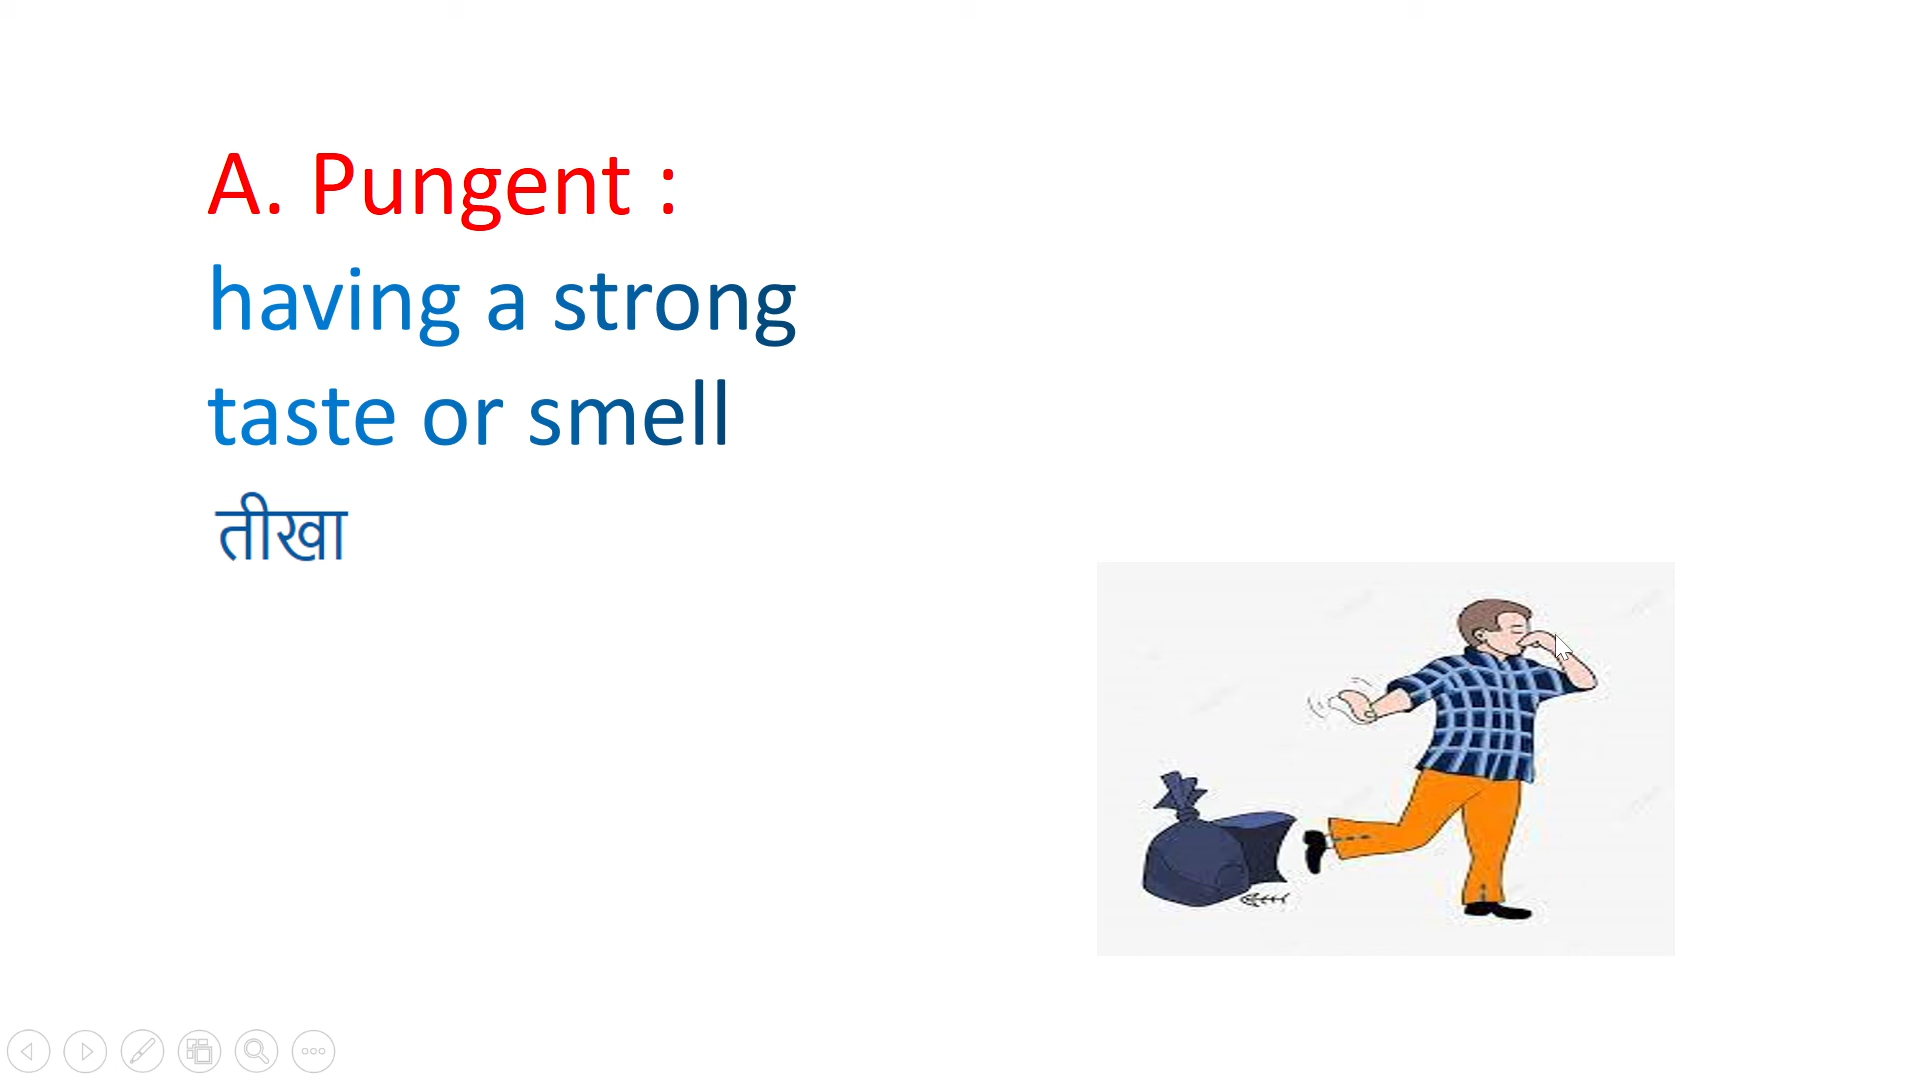 A. Pungent :
having a strong
taste or smell
तीखा